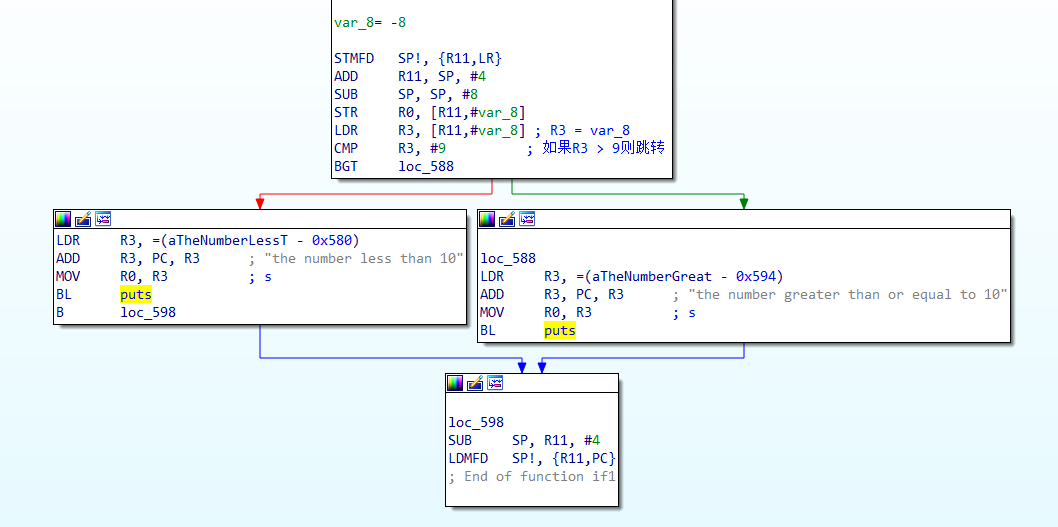 var_8= -8
STMFD SP!, {R11,LR}
ADD R11, SP, #4
SUB SP, SP, #8
STR R0, [R11,#var_8]
LDR R3, [R11,#var_8] ; R3 = var_8
CMP R3, #9 ; 如果R3 > 9则跳转
BGT loc_588
LDR R3, =(aTheNumberLessT - 0x580)
ADD R3, PC, R3 ; "the number less than 10"
MOV R0, R3 ; s
BL puts
B loc_598
loc_588
LDR R3, =(aTheNumberGreat - 0x594)
ADD R3, PC, R3 ; "the number greater than or equal to 10"
MOV R0, R3 ; s
BL puts
loc_598
SUB SP, R11, #4
LDMFD SP!, {R11,PC}
; End of function if1